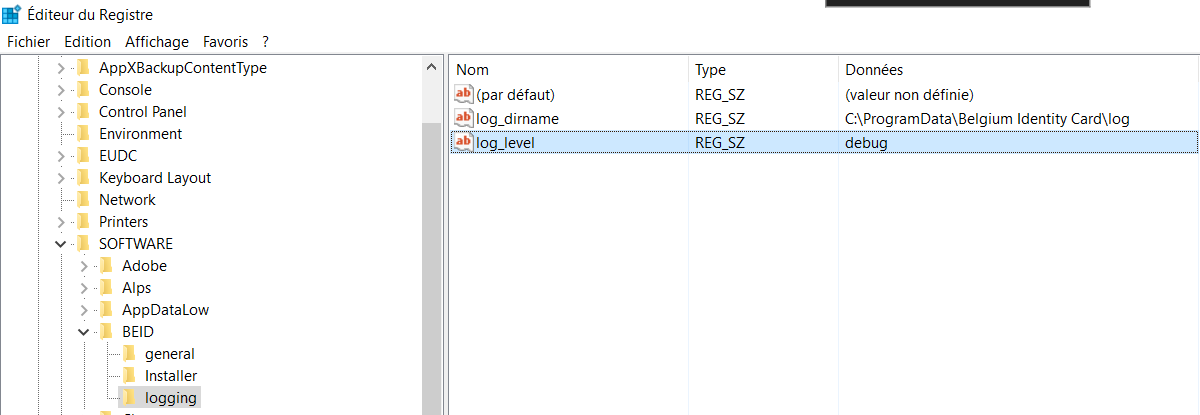 Éditeur du Registre
Fichier Edition Affichage Favoris ?
AppXBackupContentType
Console
Control Panel
Environment
EUDC
Keyboard Layout
Network
Printers
SOFTWARE
Adobe
Alps
AppDataLow
BEID
general
Installer
logging
Nom Type Données
(par défaut) REG_SZ (valeur non définie)
log_dirname REG_SZ C:\ProgramData\Belgium Identity Card\log
log_level REG_SZ debug